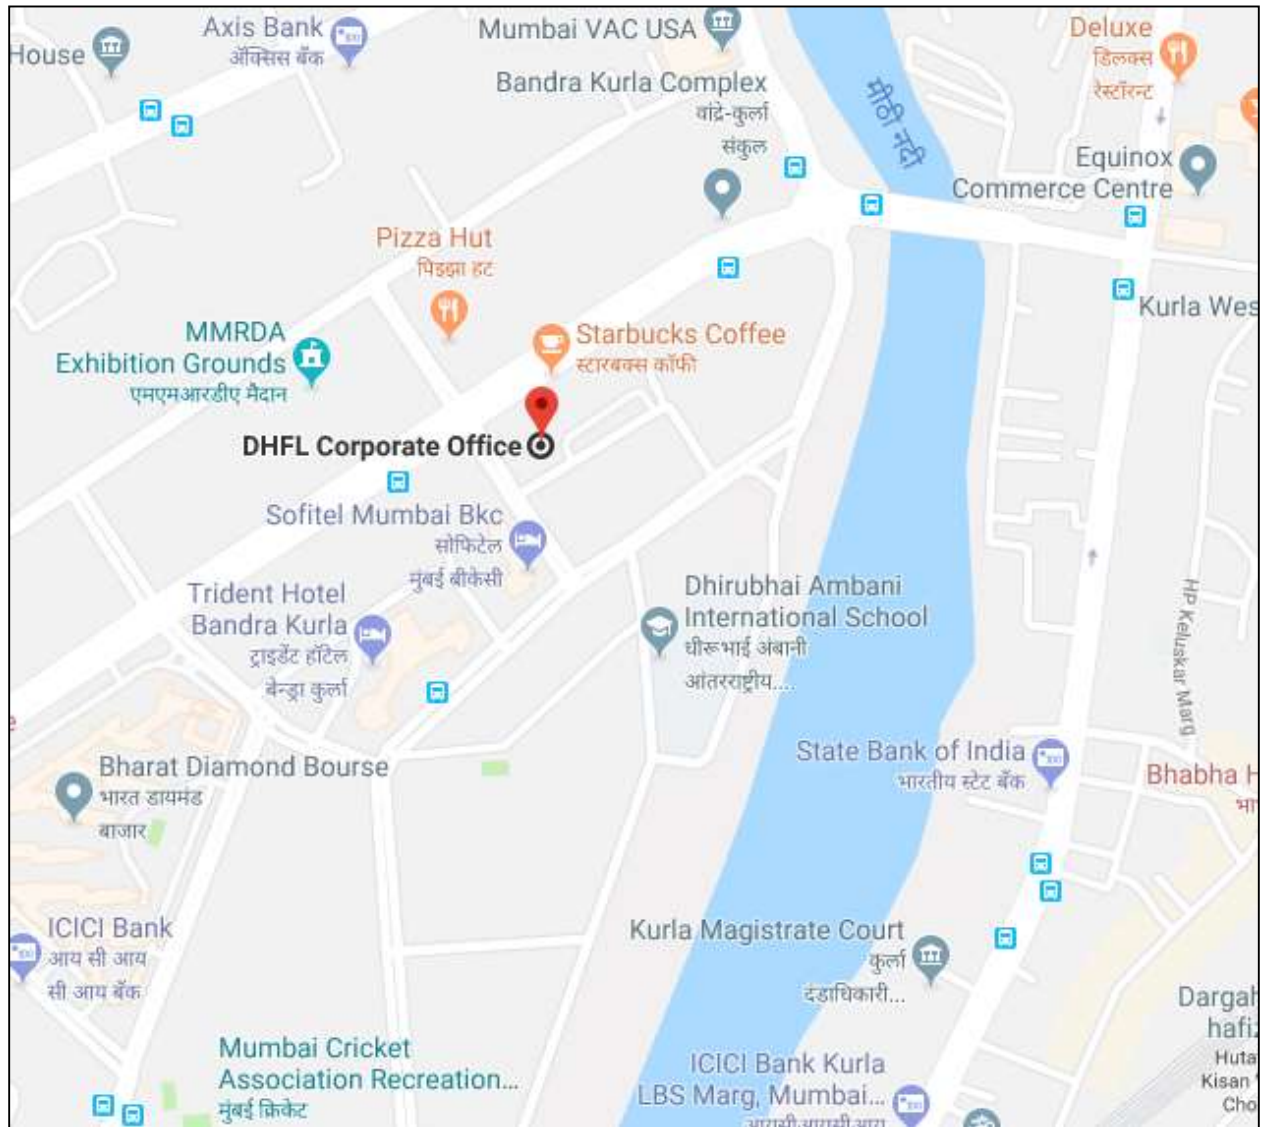 House
Axis Bank
ॲक्सिस बँक
Mumbai VAC USA
Deluxe
डिलक्स
रेस्टॉरन्ट
Bandra Kurla Complex
वांद्रे-कुर्ला
संकुल
मीठी नदी
Equinox
Commerce Centre
Pizza Hut
पिझ्झा हट
Kurla Wes
MMRDA
Exhibition Grounds
एमएमआरडीए मैदान
Starbucks Coffee
स्टारबक्स कॉफी
DHFL Corporate Office
Sofitel Mumbai Bkc
सोफिटेल
मुंबई बीकेसी
Trident Hotel
Bandra Kurla
ट्राइडेंट हॉटेल
बेन्ड्रा कुर्ला
Dhirubhai Ambani
International School
धीरूभाई अंबानी
आंतरराष्ट्रीय....
HP Keluskar Marg
State Bank of India
भारतीय स्टेट बँक
Bhabha H
भा
Bharat Diamond Bourse
भारत डायमंड
बाजार
ICICI Bank
आय सी आय
सी आय बँक
Kurla Magistrate Court
कुर्ला
दंडाधिकारी...
Dargah
hafi
Huta
Kisan
Cho
Mumbai Cricket
Association Recreation...
मुंबई क्रिकेट
ICICI Bank Kurla
LBS Marg, Mumbai...